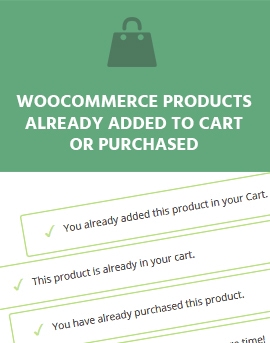 WOOCOMMERCE PRODUCTS
ALREADY ADDED TO CART
OR PURCHASED
You already added this product in your Cart.
This product is already in your cart.
You have already purchased this product.
time!